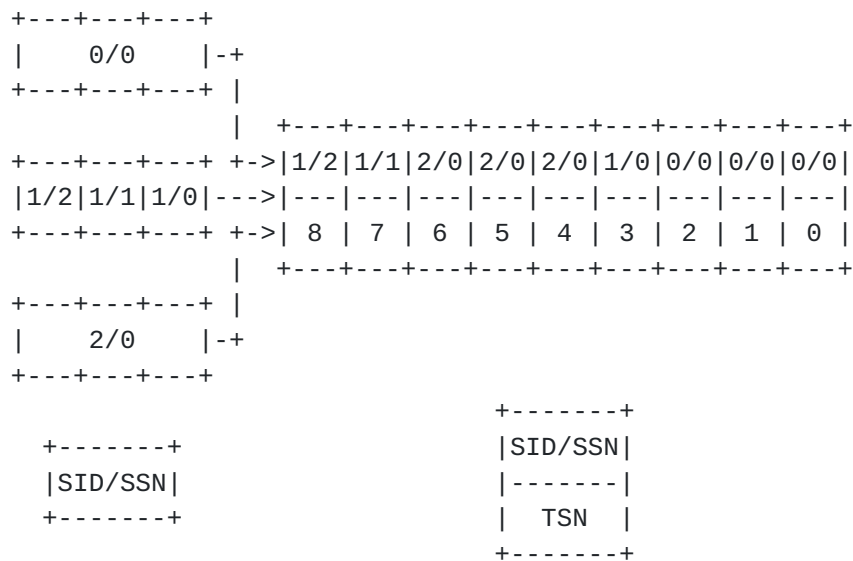 +---+---+---+
|    0/0    |-+
+---+---+---+ |
              |  +---+---+---+---+---+---+---+---+---+
+---+---+---+ +->|1/2|1/1|2/0|2/0|2/0|1/0|0/0|0/0|0/0|
|1/2|1/1|1/0|--->|---|---|---|---|---|---|---|---|---|
+---+---+---+ +->| 8 | 7 | 6 | 5 | 4 | 3 | 2 | 1 | 0 |
              |  +---+---+---+---+---+---+---+---+---+
+---+---+---+ |
|    2/0    |-+
+---+---+---+
                               +-------+
  +-------+                    |SID/SSN|
  |SID/SSN|                    |-------|
  +-------+                    |  TSN  |
                               +-------+